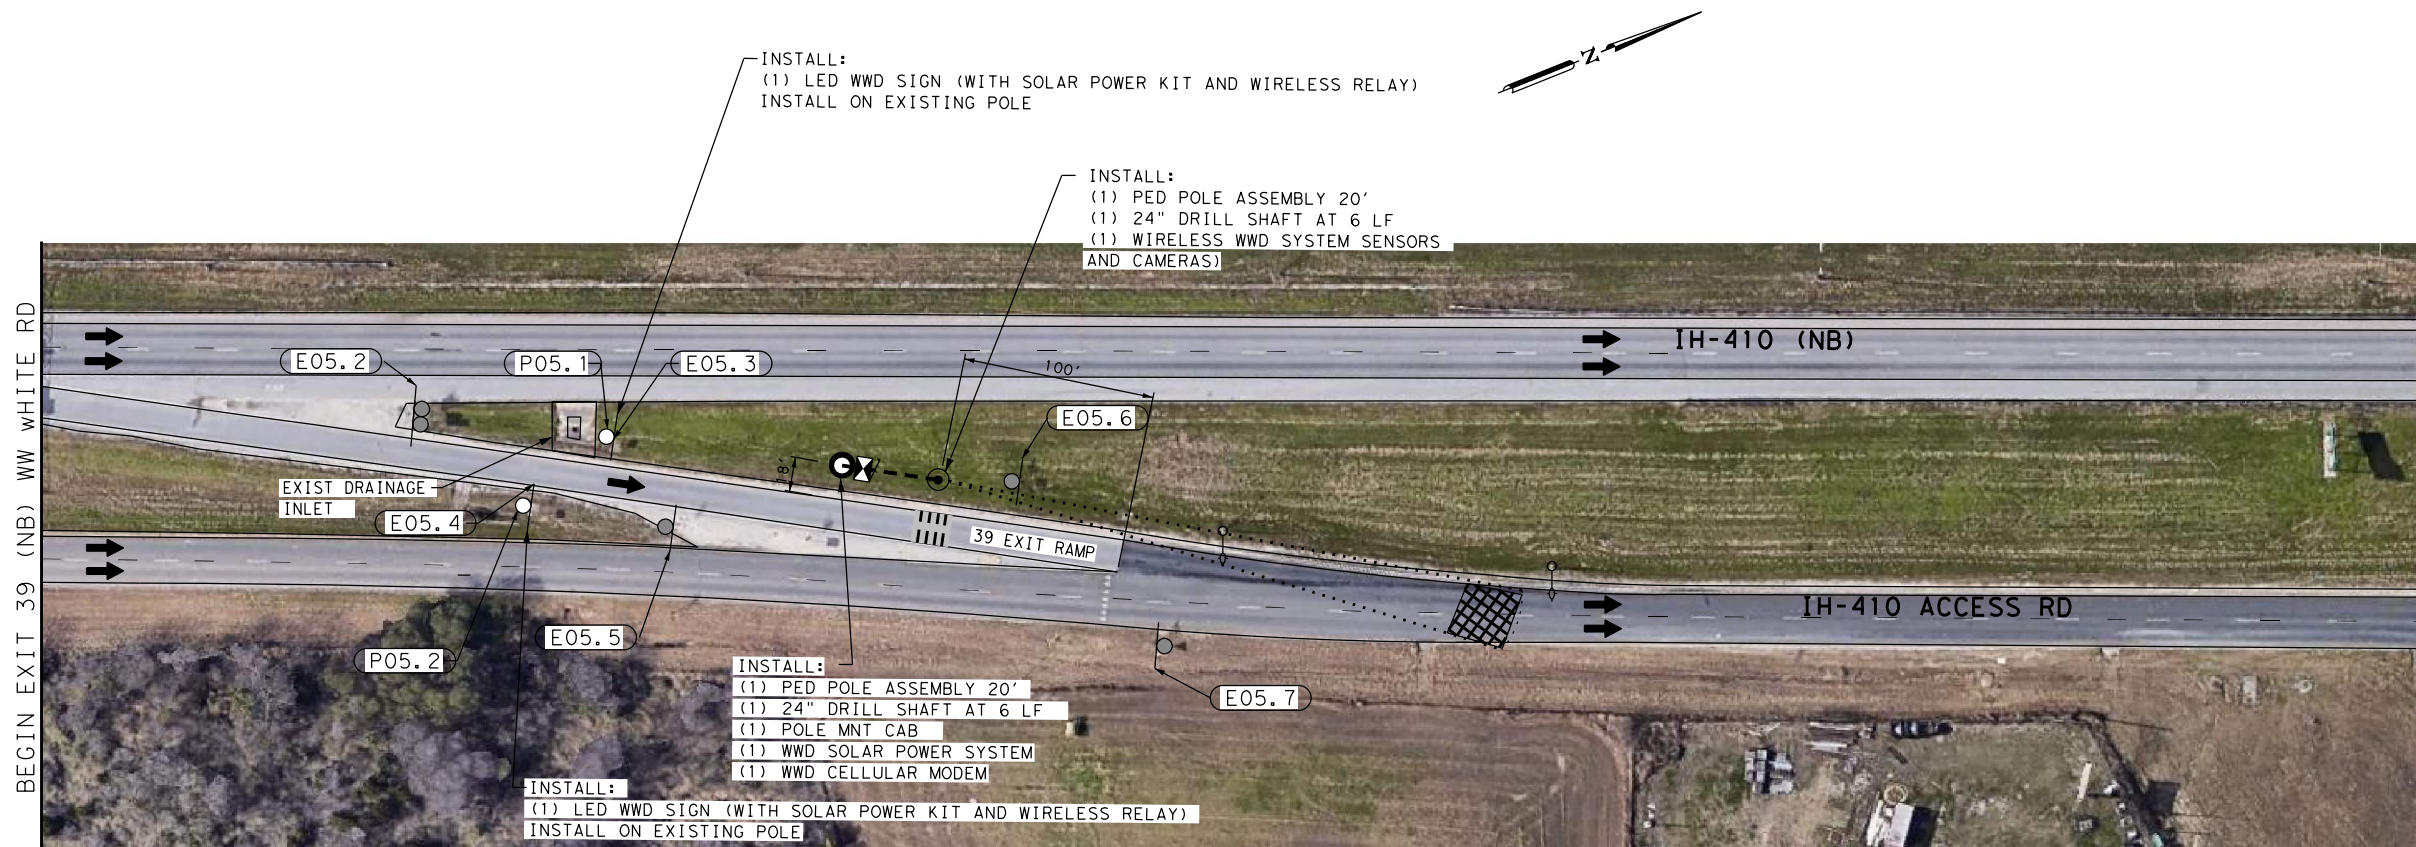 N
INSTALL:
(1) LED WWD SIGN (WITH SOLAR POWER KIT AND WIRELESS RELAY)
INSTALL ON EXISTING POLE
INSTALL:
(1) PED POLE ASSEMBLY 20'
(1) 24" DRILL SHAFT AT 6 LF
(1) WIRELESS WWD SYSTEM SENSORS
AND CAMERAS)
BEGIN EXIT 39 (NB) WW WHITE RD
IH-410 (NB)
E05.2
P05.1
E05.3
100'
E05.6
18'
EXIST DRAINAGE
INLET
E05.4
39 EXIT RAMP
IH-410 ACCESS RD
E05.5
P05.2
E05.7
INSTALL:
(1) PED POLE ASSEMBLY 20'
(1) 24" DRILL SHAFT AT 6 LF
(1) POLE MNT CAB
(1) WWD SOLAR POWER SYSTEM
(1) WWD CELLULAR MODEM
INSTALL:
(1) LED WWD SIGN (WITH SOLAR POWER KIT AND WIRELESS RELAY)
INSTALL ON EXISTING POLE